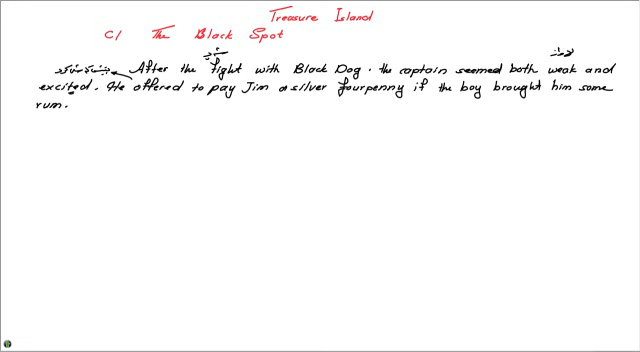 Treasure Island
C/ The Black Spot
After the fight with Black Dog. the captain seemed both weak and
excited. He offered to pay Jim a silver fourpenny if the boy brought him some
rum.